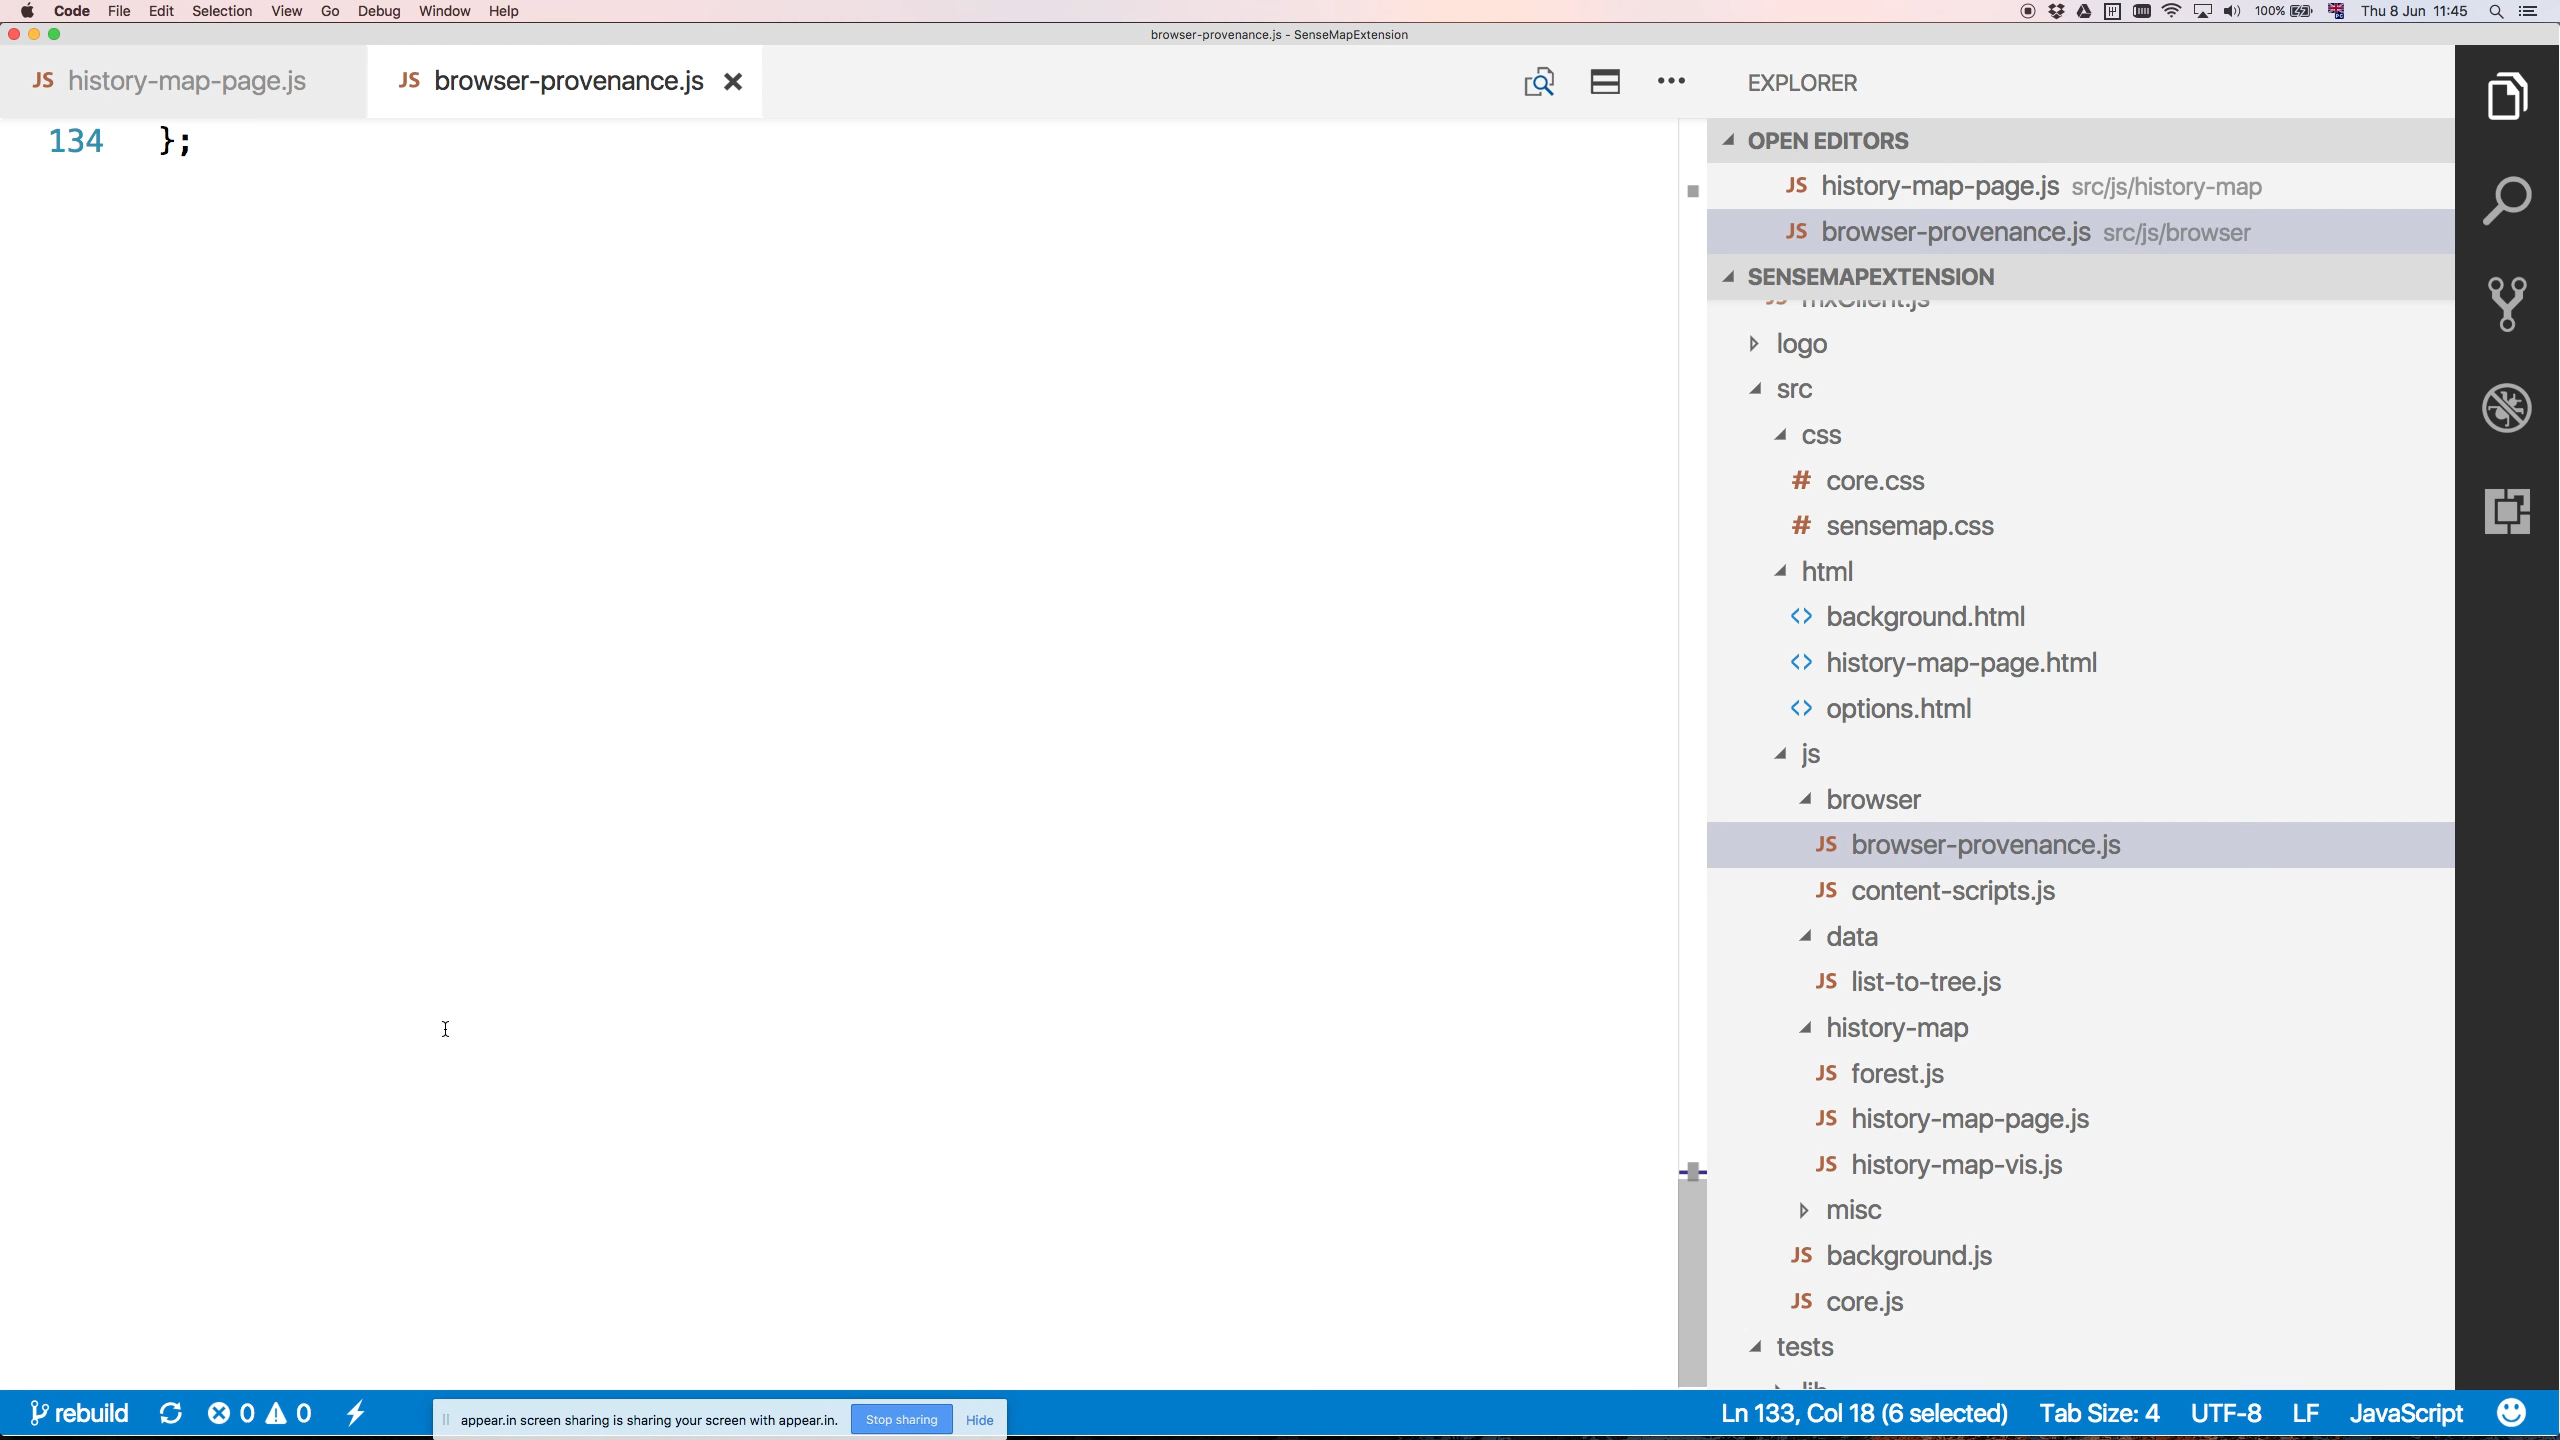 Code File Edit Selection View Go Debug Window Help
100% Thu 8 Jun 11:45
browser-provenance.js - SenseMapExtension
JS history-map-page.js JS browser-provenance.js
EXPLORER
134 };
OPEN EDITORS
JS history-map-page.js src/js/history-map
JS browser-provenance.js src/js/browser
SENSEMAPEXTENSION
JS mxClient.js
logo
src
css
# core.css
# sensemap.css
html
<> background.html
<> history-map-page.html
<> options.html
js
browser
JS browser-provenance.js
JS content-scripts.js
data
JS list-to-tree.js
history-map
JS forest.js
JS history-map-page.js
JS history-map-vis.js
misc
JS background.js
JS core.js
tests
rebuild 0 0
appear.in screen sharing is sharing your screen with appear.in. Stop sharing Hide
Ln 133, Col 18 (6 selected) Tab Size: 4 UTF-8 LF JavaScript